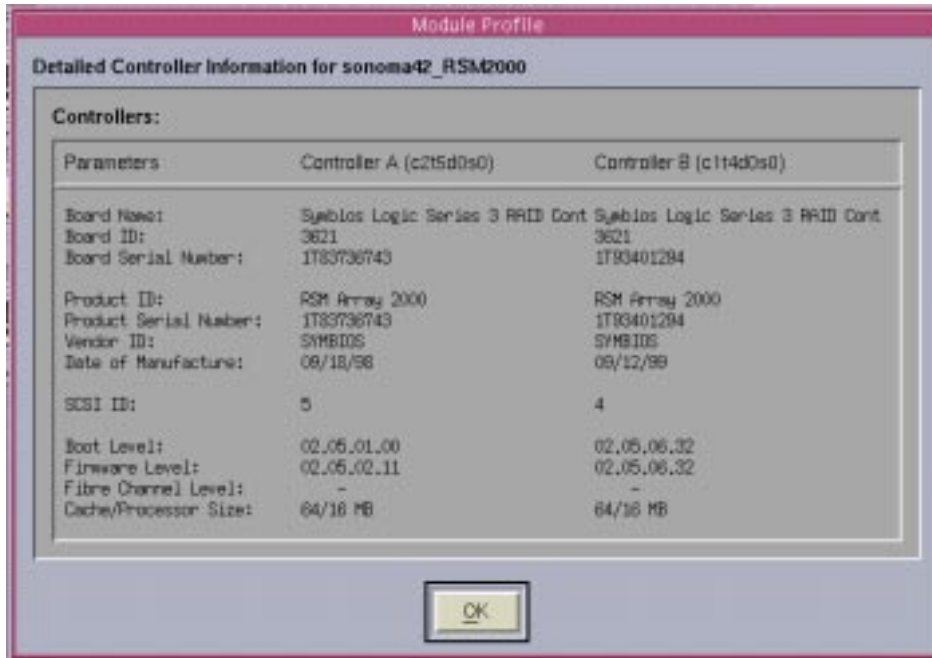 Module Profile
Detailed Controller Information for sonoma42_RSM2000
Controllers:
Parameters Controller A (c2t5d0s0) Controller B (c1t4d0s0)
Board Name: Symbios Logic Series 3 RAID Cont Symbios Logic Series 3 RAID Cont
Board ID: 3621 3621
Board Serial Number: 1T83736743 1T93401294
Product ID: RSM Array 2000 RSM Array 2000
Product Serial Number: 1T83736743 1T93401294
Vendor ID: SYMBIOS SYMBIOS
Date of Manufacture: 09/18/98 09/12/99
SCSI ID: 5 4
Boot Level: 02.05.01.00 02.05.06.32
Firmware Level: 02.05.02.11 02.05.06.32
Fibre Channel Level: - -
Cache/Processor Size: 64/16 MB 64/16 MB
OK